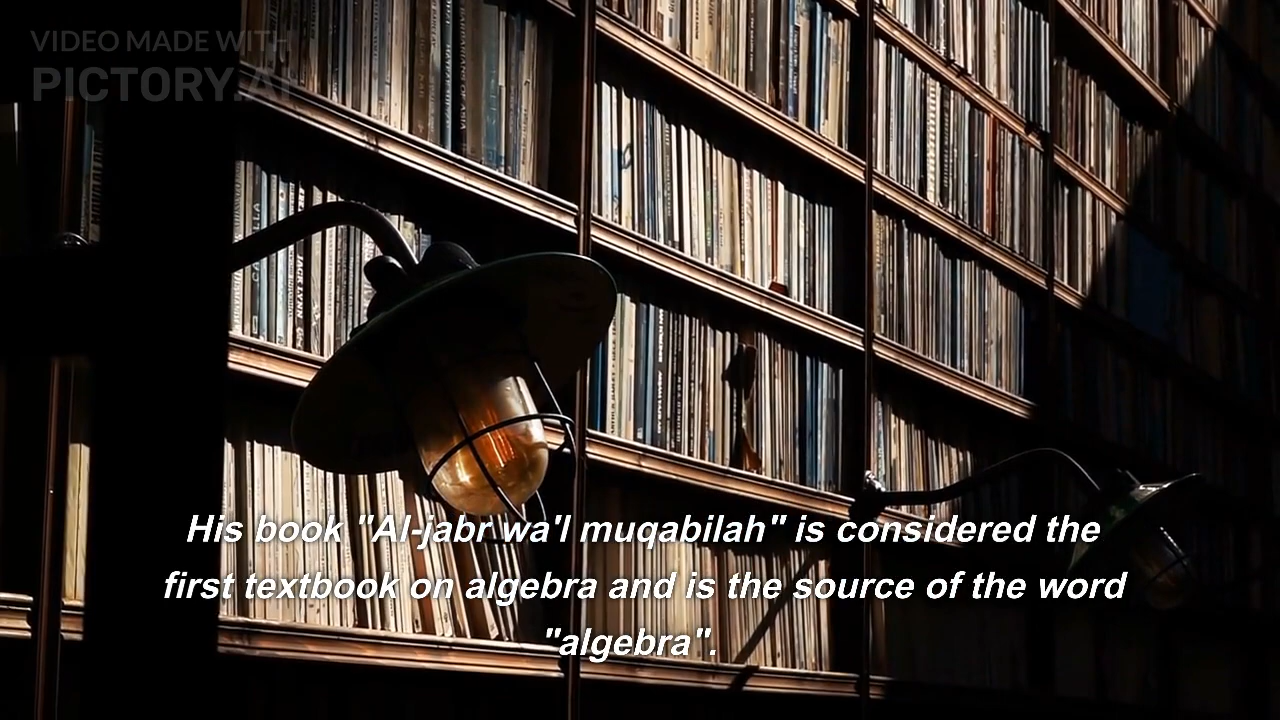 VIDEO MADE WITH
PICTORY.AI
His book "Al-jabr wa'l muqabilah" is considered the
first textbook on algebra and is the source of the word
"algebra".